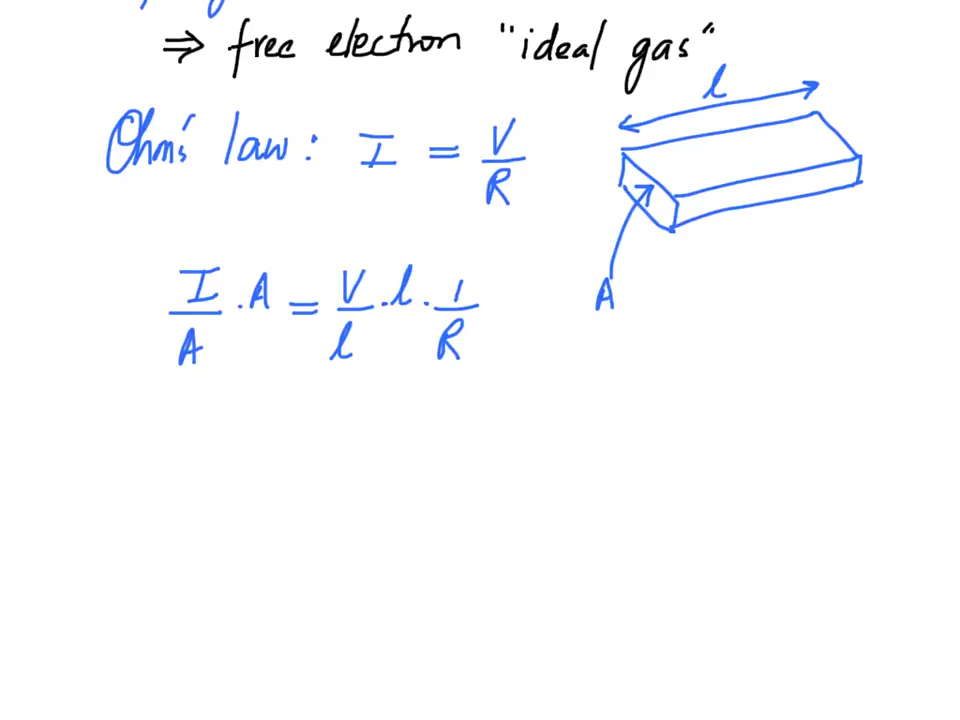 ⇒ free electron "ideal gas"
l
Ohm's law: I = V/R
I/A · A = V/l · l · 1/R
A